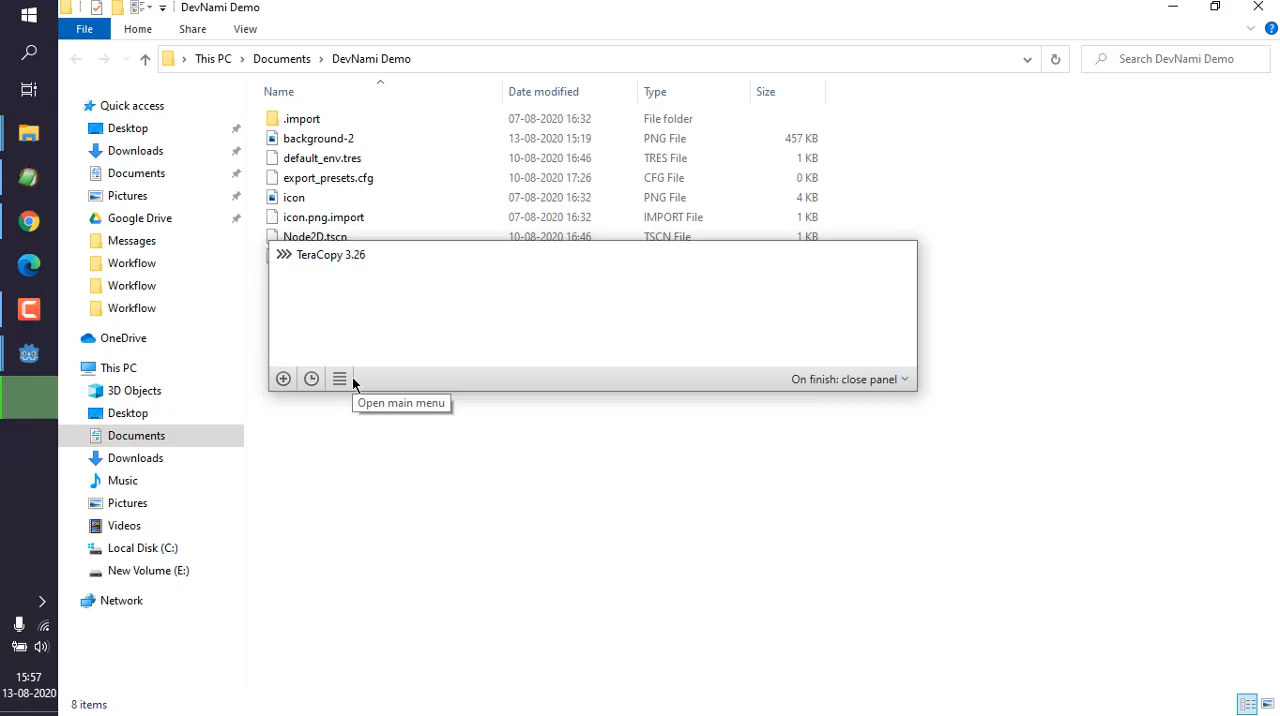 DevNami Demo
File Home Share View
This PC Documents DevNami Demo Search DevNami Demo
Name Date modified Type Size
Quick access
Desktop
Downloads
Documents
Pictures
Google Drive
Messages
Workflow
Workflow
Workflow
OneDrive
This PC
3D Objects
Desktop
Documents
Downloads
Music
Pictures
Videos
Local Disk (C:)
New Volume (E:)
Network
.import 07-08-2020 16:32 File folder
background-2 13-08-2020 15:19 PNG File 457 KB
default_env.tres 10-08-2020 16:46 TRES File 1 KB
export_presets.cfg 10-08-2020 17:26 CFG File 0 KB
icon 07-08-2020 16:32 PNG File 4 KB
icon.png.import 07-08-2020 16:32 IMPORT File 1 KB
Node2D.tscn 10-08-2020 16:46 TSCN File 1 KB
TeraCopy 3.26
On finish: close panel
Open main menu
15:57
13-08-2020
8 items